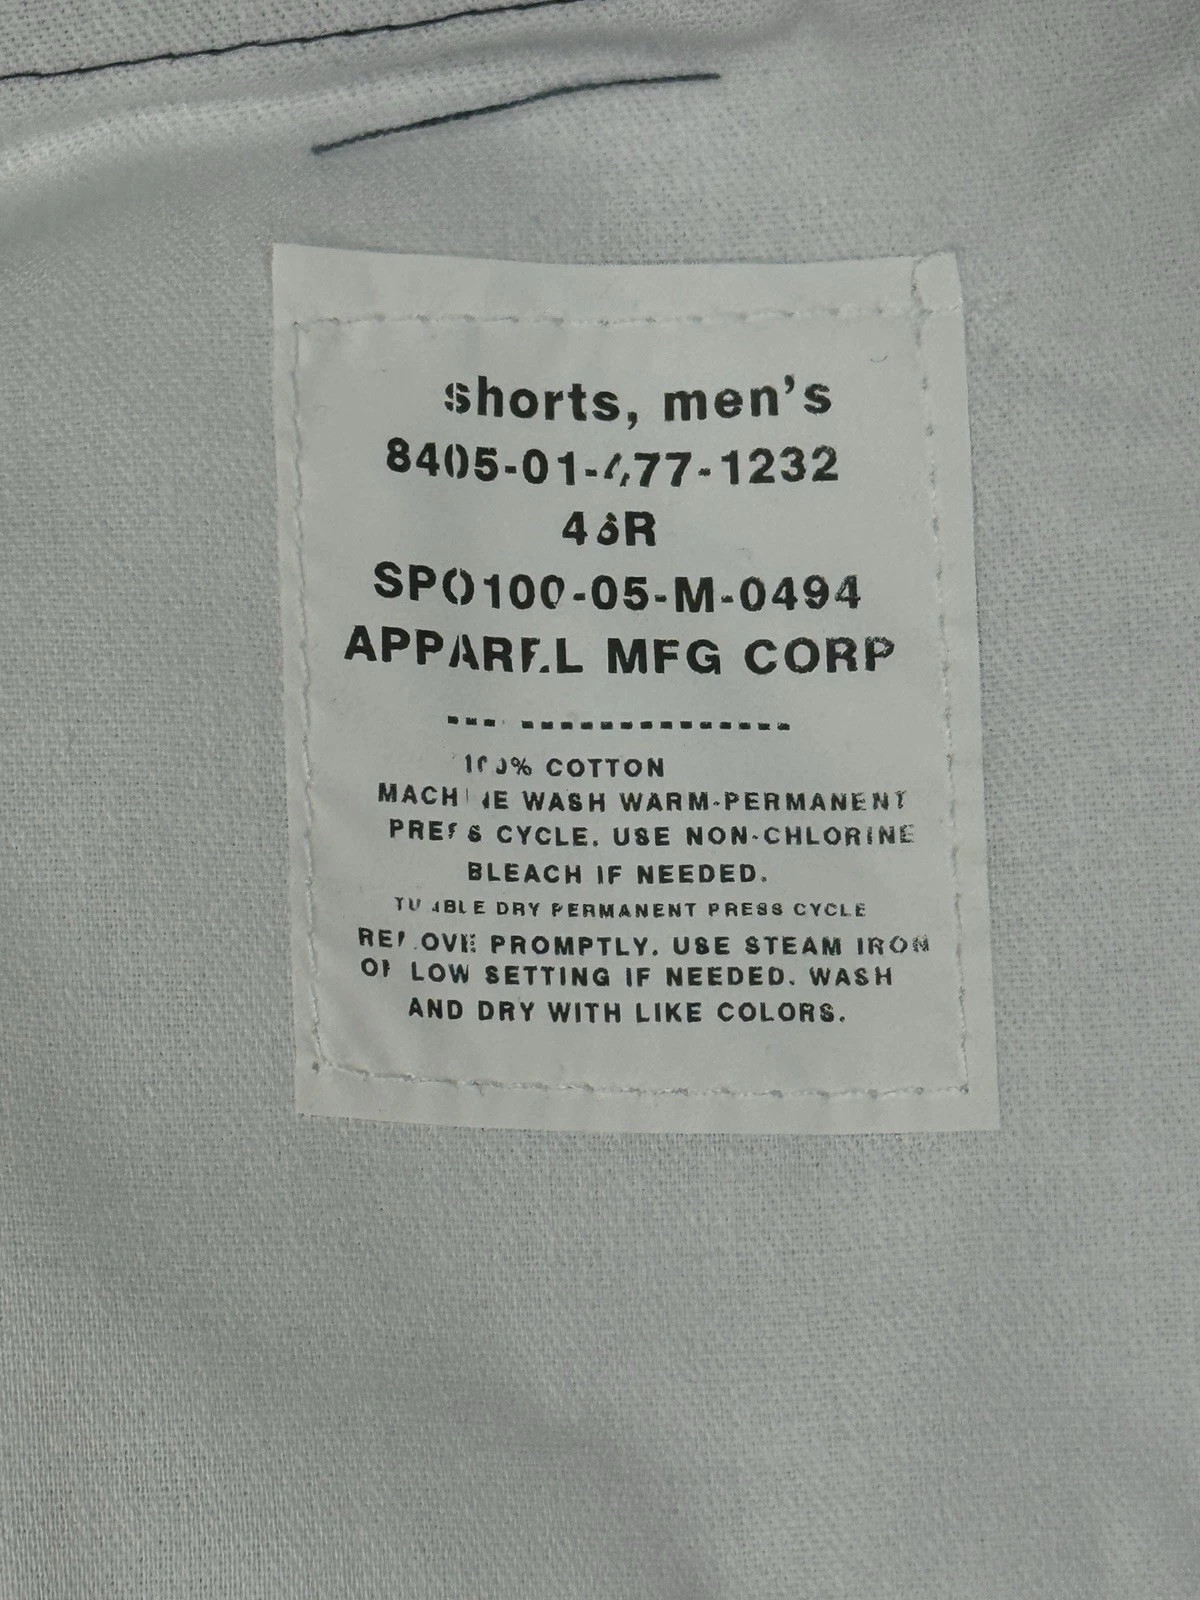 shorts, men's
8405-01-477-1232
SPO100-05-M-0494
APPAREL MFG CORP
-----------------
100% COTTON
MACHINE WASH WARM-PERMANENT
PRESS CYCLE. USE NON-CHLORINE
BLEACH IF NEEDED.
TUMBLE DRY PERMANENT PRESS CYCLE
REMOVE PROMPTLY. USE STEAM IRON
ON LOW SETTING IF NEEDED. WASH
AND DRY WITH LIKE COLORS.